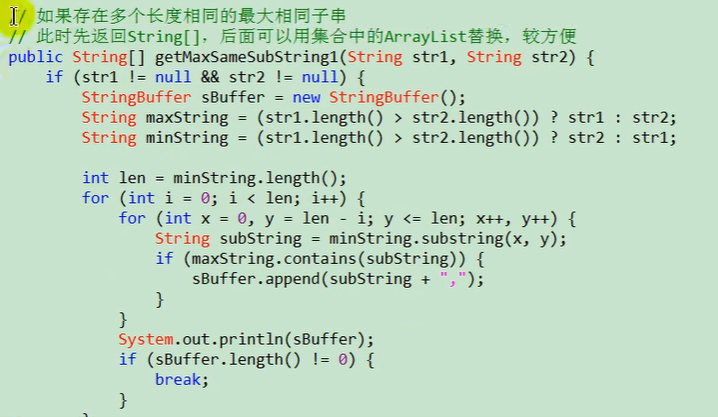 // 如果存在多个长度相同的最大相同子串
// 此时先返回String[]，后面可以用集合中的ArrayList替换，较方便
public String[] getMaxSameSubString1(String str1, String str2) {
if (str1 != null && str2 != null) {
StringBuffer sBuffer = new StringBuffer();
String maxString = (str1.length() > str2.length()) ? str1 : str2;
String minString = (str1.length() > str2.length()) ? str2 : str1;
int len = minString.length();
for (int i = 0; i < len; i++) {
for (int x = 0, y = len - i; y <= len; x++, y++) {
String subString = minString.substring(x, y);
if (maxString.contains(subString)) {
sBuffer.append(subString + ",");
}
}
System.out.println(sBuffer);
if (sBuffer.length() != 0) {
break;
}